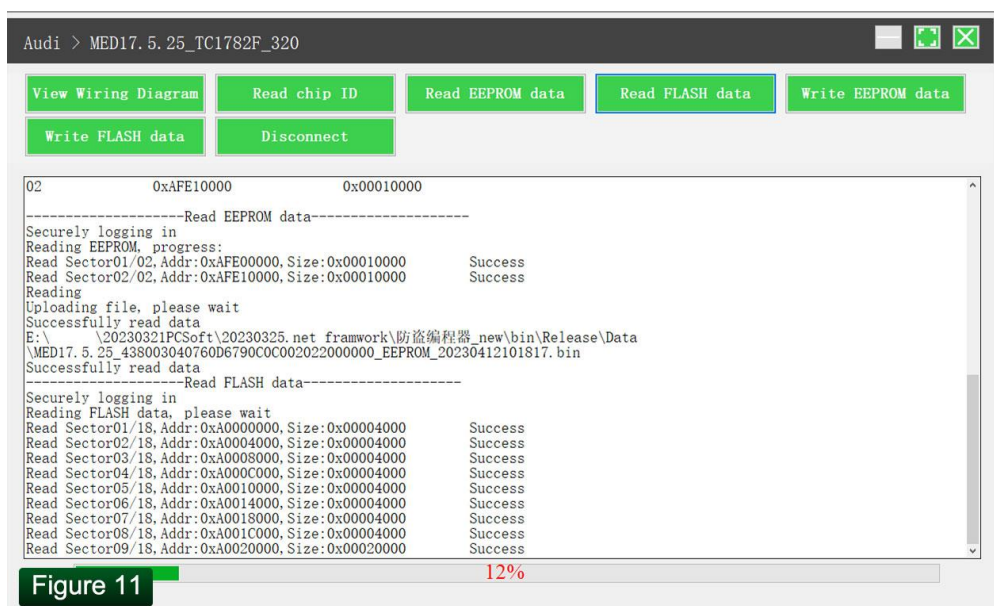 Audi > MED17.5.25_TC1782F_320
View Wiring Diagram
Read chip ID
Read EEPROM data
Read FLASH data
Write EEPROM data
Write FLASH data
Disconnect
02 0xAFE10000 0x00010000
--------------------Read EEPROM data--------------------
Securely logging in
Reading EEPROM, progress:
Read Sector01/02,Addr:0xAFE00000,Size:0x00010000 Success
Read Sector02/02,Addr:0xAFE10000,Size:0x00010000 Success
Reading
Uploading file, please wait
Successfully read data
E:\ \20230321PCSoft\20230325.net framwork\防盗编程器_new\bin\Release\Data
\MED17.5.25_438003040760D6790C0C002022000000_EEPROM_20230412101817.bin
Successfully read data
--------------------Read FLASH data--------------------
Securely logging in
Reading FLASH data, please wait
Read Sector01/18,Addr:0xA0000000,Size:0x00004000 Success
Read Sector02/18,Addr:0xA0004000,Size:0x00004000 Success
Read Sector03/18,Addr:0xA0008000,Size:0x00004000 Success
Read Sector04/18,Addr:0xA000C000,Size:0x00004000 Success
Read Sector05/18,Addr:0xA0010000,Size:0x00004000 Success
Read Sector06/18,Addr:0xA0014000,Size:0x00004000 Success
Read Sector07/18,Addr:0xA0018000,Size:0x00004000 Success
Read Sector08/18,Addr:0xA001C000,Size:0x00004000 Success
Read Sector09/18,Addr:0xA0020000,Size:0x00020000 Success
12%
Figure 11